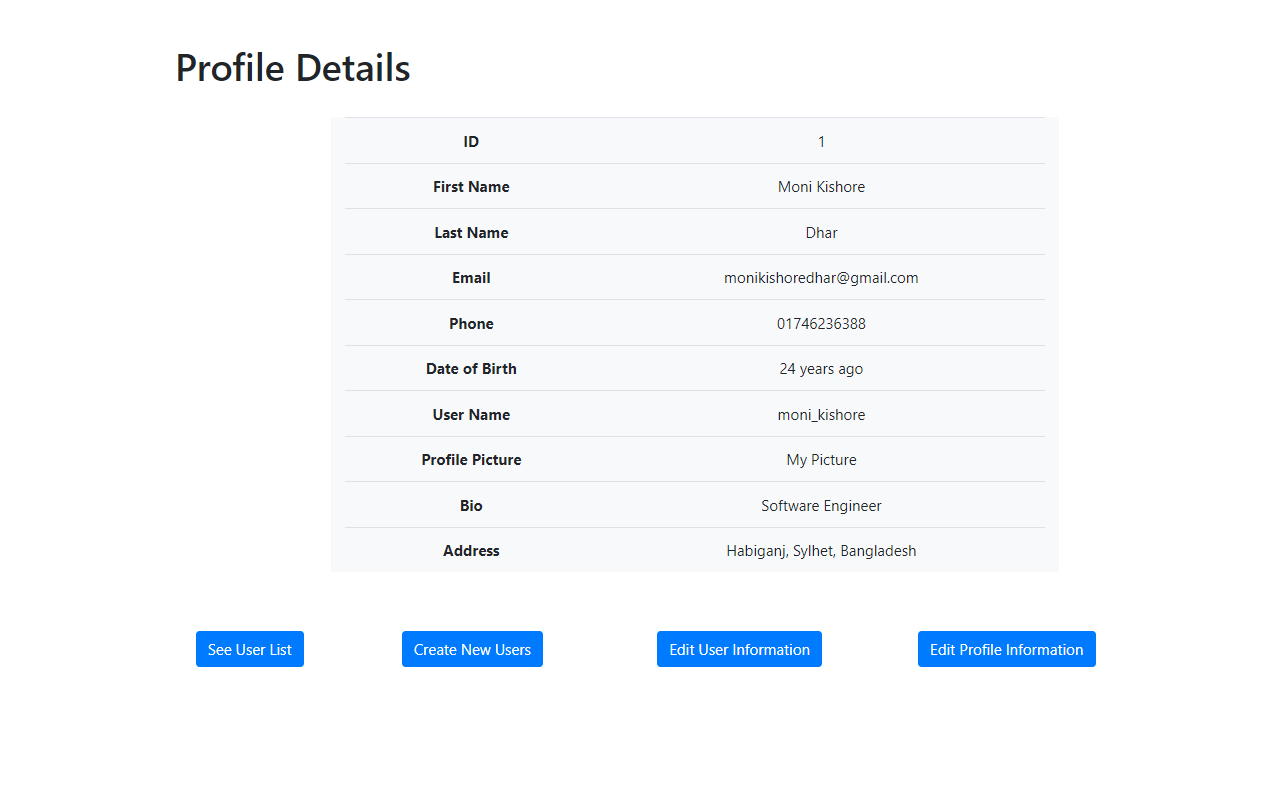 Profile Details
ID 1
First Name Moni Kishore
Last Name Dhar
Email monikishoredhar@gmail.com
Phone 01746236388
Date of Birth 24 years ago
User Name moni_kishore
Profile Picture My Picture
Bio Software Engineer
Address Habiganj, Sylhet, Bangladesh
See User List Create New Users Edit User Information Edit Profile Information